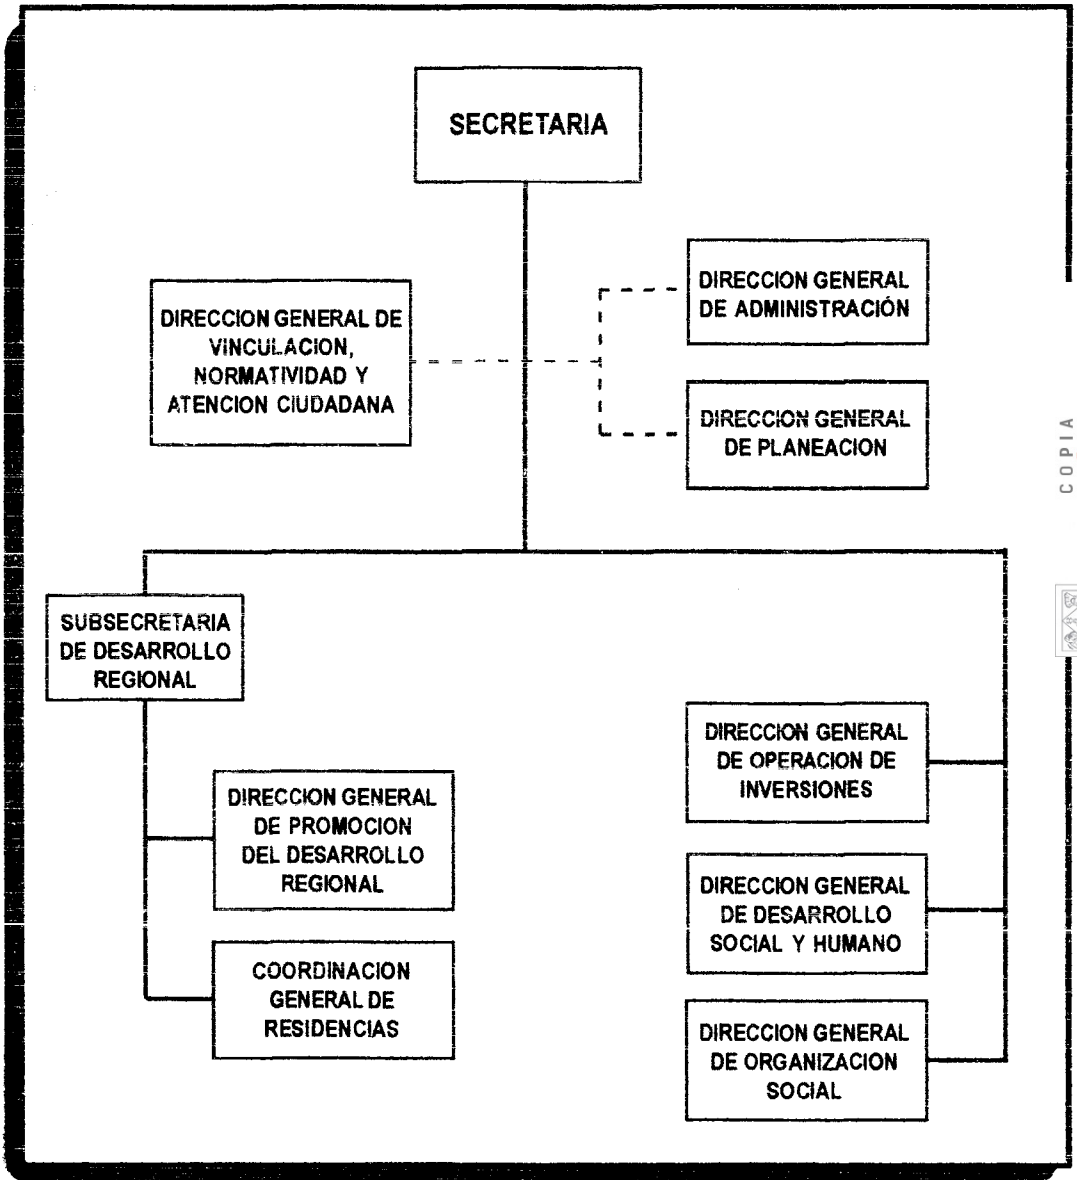 SECRETARIA
DIRECCION GENERAL DE
VINCULACION,
NORMATIVIDAD Y
ATENCION CIUDADANA
DIRECCION GENERAL
DE ADMINISTRACIÓN
DIRECCION GENERAL
DE PLANEACION
COPIA
SUBSECRETARIA
DE DESARROLLO
REGIONAL
DIRECCION GENERAL
DE PROMOCION
DEL DESARROLLO
REGIONAL
COORDINACION
GENERAL DE
RESIDENCIAS
DIRECCION GENERAL
DE OPERACION DE
INVERSIONES
DIRECCION GENERAL
DE DESARROLLO
SOCIAL Y HUMANO
DIRECCION GENERAL
DE ORGANIZACION
SOCIAL